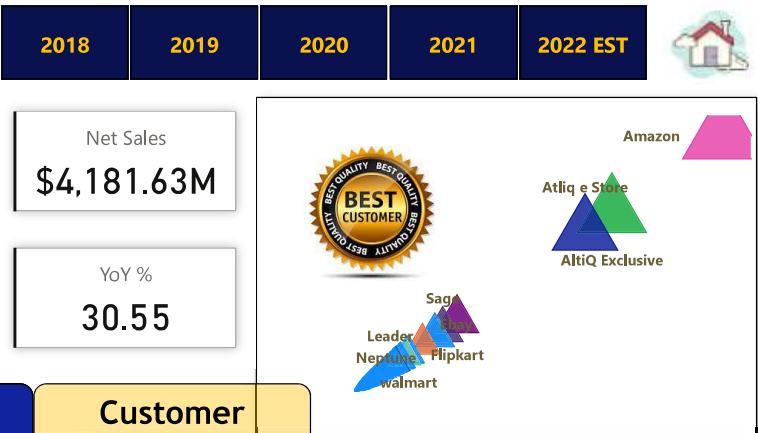 2018 2019 2020 2021 2022 EST
Net Sales
$4,181.63M
YoY %
30.55
BEST QUALITY BEST QUALITY BEST QUALITY BEST QUALITY
BEST
CUSTOMER
Amazon
Atliq e Store
AltiQ Exclusive
Sage
Ebay
Leader
Flipkart
Neptune
walmart
Customer